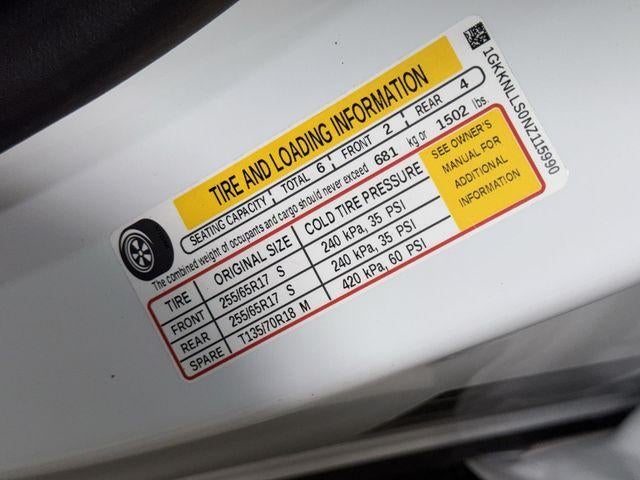 1GKKNLLS0NZ115990
TIRE AND LOADING INFORMATION
SEATING CAPACITY TOTAL 6 FRONT 2 REAR 4
The combined weight of occupants and cargo should never exceed 681 kg or 1502 lbs.
TIRE ORIGINAL SIZE COLD TIRE PRESSURE
FRONT 255/65R17 S 240 kPa, 35 PSI
REAR 255/65R17 S 240 kPa, 35 PSI
SPARE T135/70R18 M 420 kPa, 60 PSI
SEE OWNER'S
MANUAL FOR
ADDITIONAL
INFORMATION